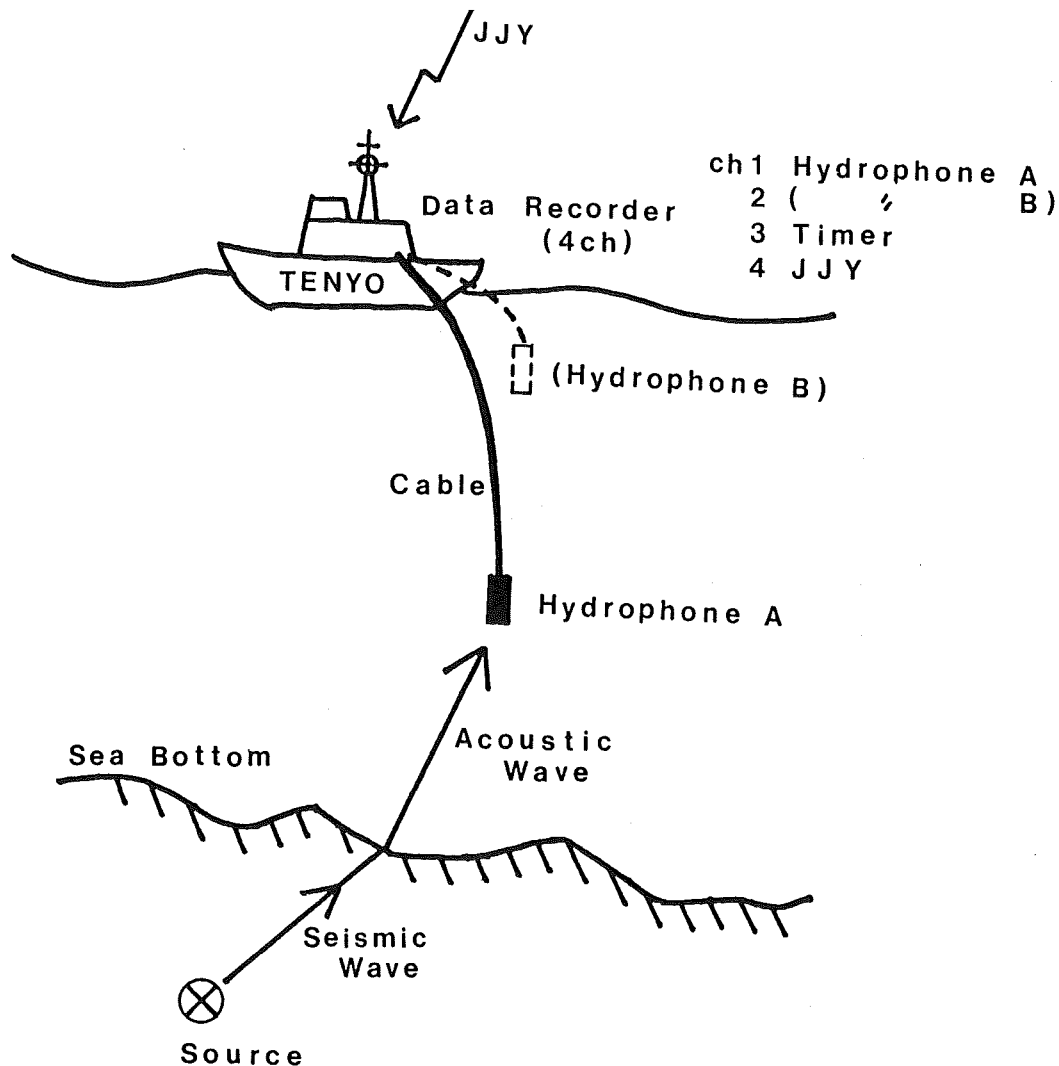 JJY
Data Recorder
(4ch)
ch1 Hydrophone A
2 ( 〃 B)
3 Timer
4 JJY
TENYO
(Hydrophone B)
Cable
Hydrophone A
Acoustic
Wave
Sea Bottom
Seismic
Wave
Source